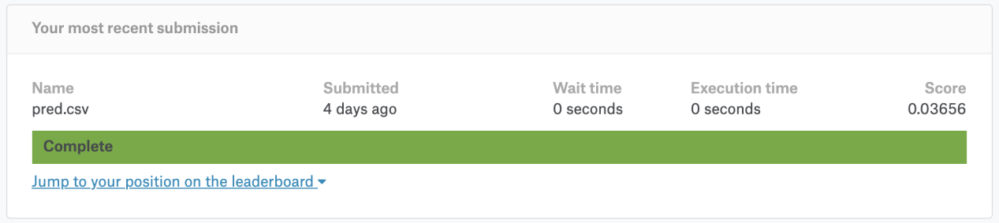 Your most recent submission
Name Submitted Wait time Execution time Score
pred.csv 4 days ago 0 seconds 0 seconds 0.03656
Complete
Jump to your position on the leaderboard